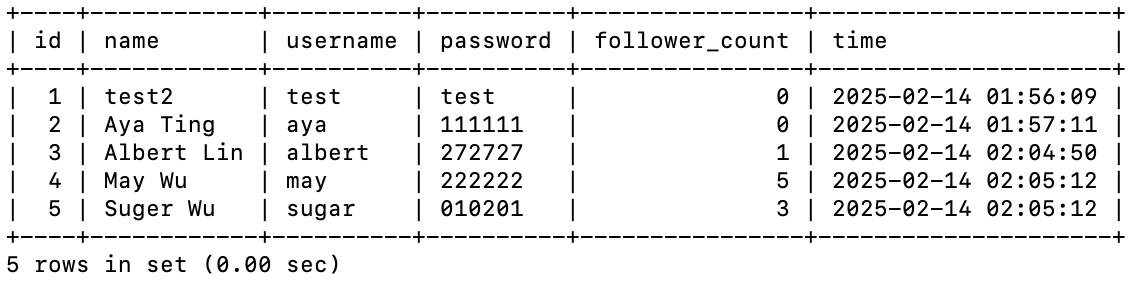 +----+------------+----------+----------+----------------+---------------------+
| id | name       | username | password | follower_count | time                |
+----+------------+----------+----------+----------------+---------------------+
|  1 | test2      | test     | test     |              0 | 2025-02-14 01:56:09 |
|  2 | Aya Ting   | aya      | 111111   |              0 | 2025-02-14 01:57:11 |
|  3 | Albert Lin | albert   | 272727   |              1 | 2025-02-14 02:04:50 |
|  4 | May Wu     | may      | 222222   |              5 | 2025-02-14 02:05:12 |
|  5 | Suger Wu   | sugar    | 010201   |              3 | 2025-02-14 02:05:12 |
+----+------------+----------+----------+----------------+---------------------+
5 rows in set (0.00 sec)